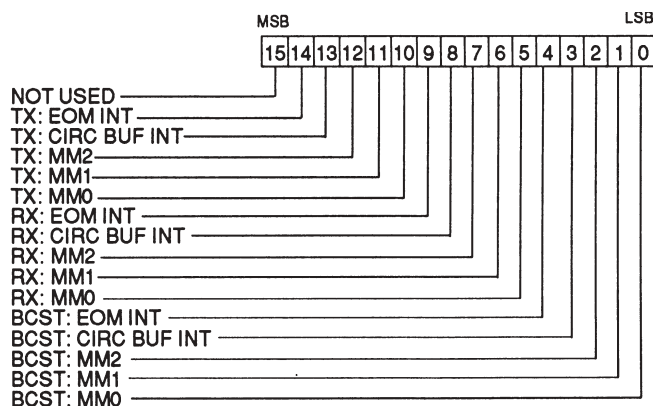 MSB LSB
15 14 13 12 11 10 9 8 7 6 5 4 3 2 1 0
NOT USED
TX: EOM INT
TX: CIRC BUF INT
TX: MM2
TX: MM1
TX: MM0
RX: EOM INT
RX: CIRC BUF INT
RX: MM2
RX: MM1
RX: MM0
BCST: EOM INT
BCST: CIRC BUF INT
BCST: MM2
BCST: MM1
BCST: MM0